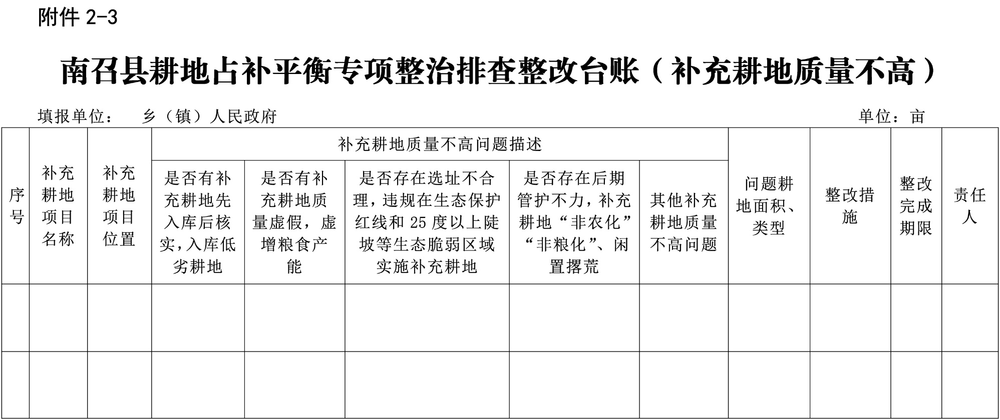 附件 2-3
南召县耕地占补平衡专项整治排查整改台账（补充耕地质量不高）
填报单位： 乡（镇）人民政府 单位：亩
序
号
补充
耕地
项目
名称
补充
耕地
项目
位置
补充耕地质量不高问题描述
是否有补
充耕地先
入库后核
实，入库低
劣耕地
是否有补
充耕地质
量虚假，虚
增粮食产
能
是否存在选址不合
理，违规在生态保护
红线和 25 度以上陡
坡等生态脆弱区域
实施补充耕地
是否存在后期
管护不力，补充
耕地“非农化”
“非粮化”、闲
置撂荒
其他补充
耕地质量
不高问题
问题耕
地面积、
类型
整改措
施
整改
完成
期限
责任
人